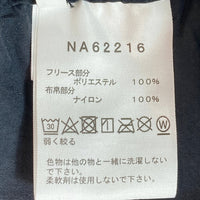 NA62216
フリース部分
ポリエステル 100%
布帛部分
ナイロン 100%
弱く絞る
色物は他の物と一緒に洗濯しない
で下さい。
柔軟剤は使用しないで下さい。